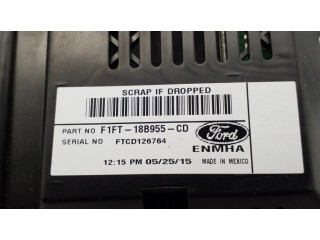 SCRAP IF DROPPED
PART NO F1FT-18B955-CD
SERIAL NO FTCD126764
Ford
ENMHA
12:15 PM 05/25/15 MADE IN MEXICO